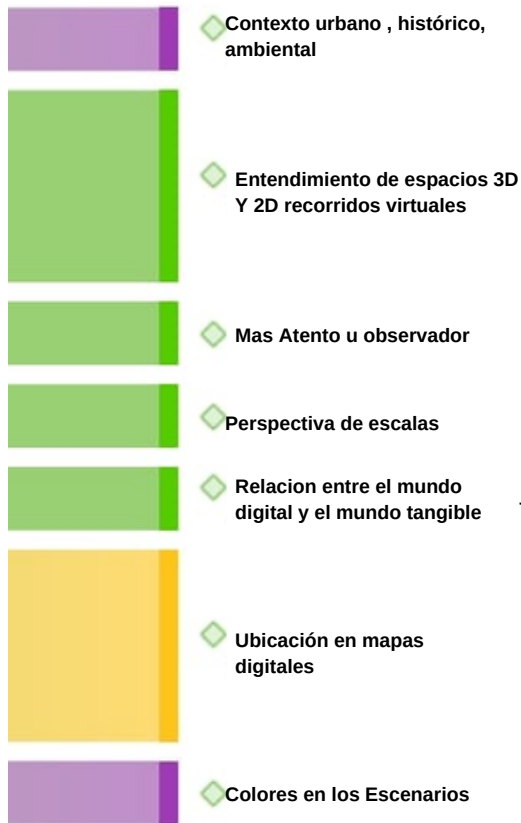 Contexto urbano , histórico,
ambiental
Entendimiento de espacios 3D
Y 2D recorridos virtuales
Mas Atento u observador
Perspectiva de escalas
Relacion entre el mundo
digital y el mundo tangible
Ubicación en mapas
digitales
Colores en los Escenarios